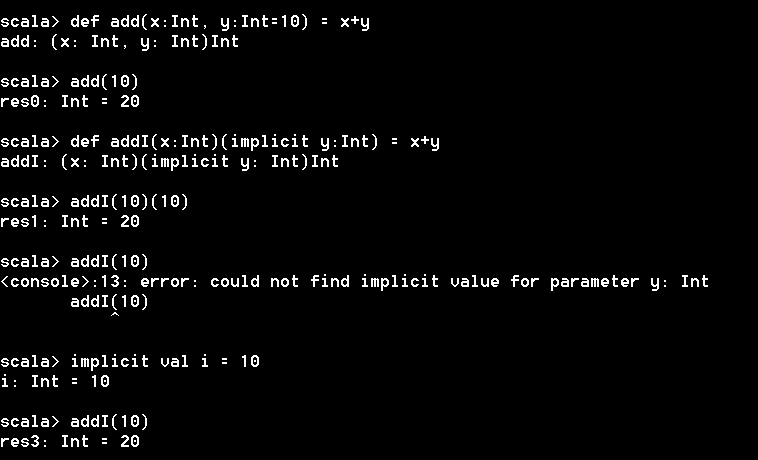 scala> def add(x:Int, y:Int=10) = x+y
add: (x: Int, y: Int)Int
scala> add(10)
res0: Int = 20
scala> def addI(x:Int)(implicit y:Int) = x+y
addI: (x: Int)(implicit y: Int)Int
scala> addI(10)(10)
res1: Int = 20
scala> addI(10)
<console>:13: error: could not find implicit value for parameter y: Int
       addI(10)
           ^
scala> implicit val i = 10
i: Int = 10
scala> addI(10)
res3: Int = 20